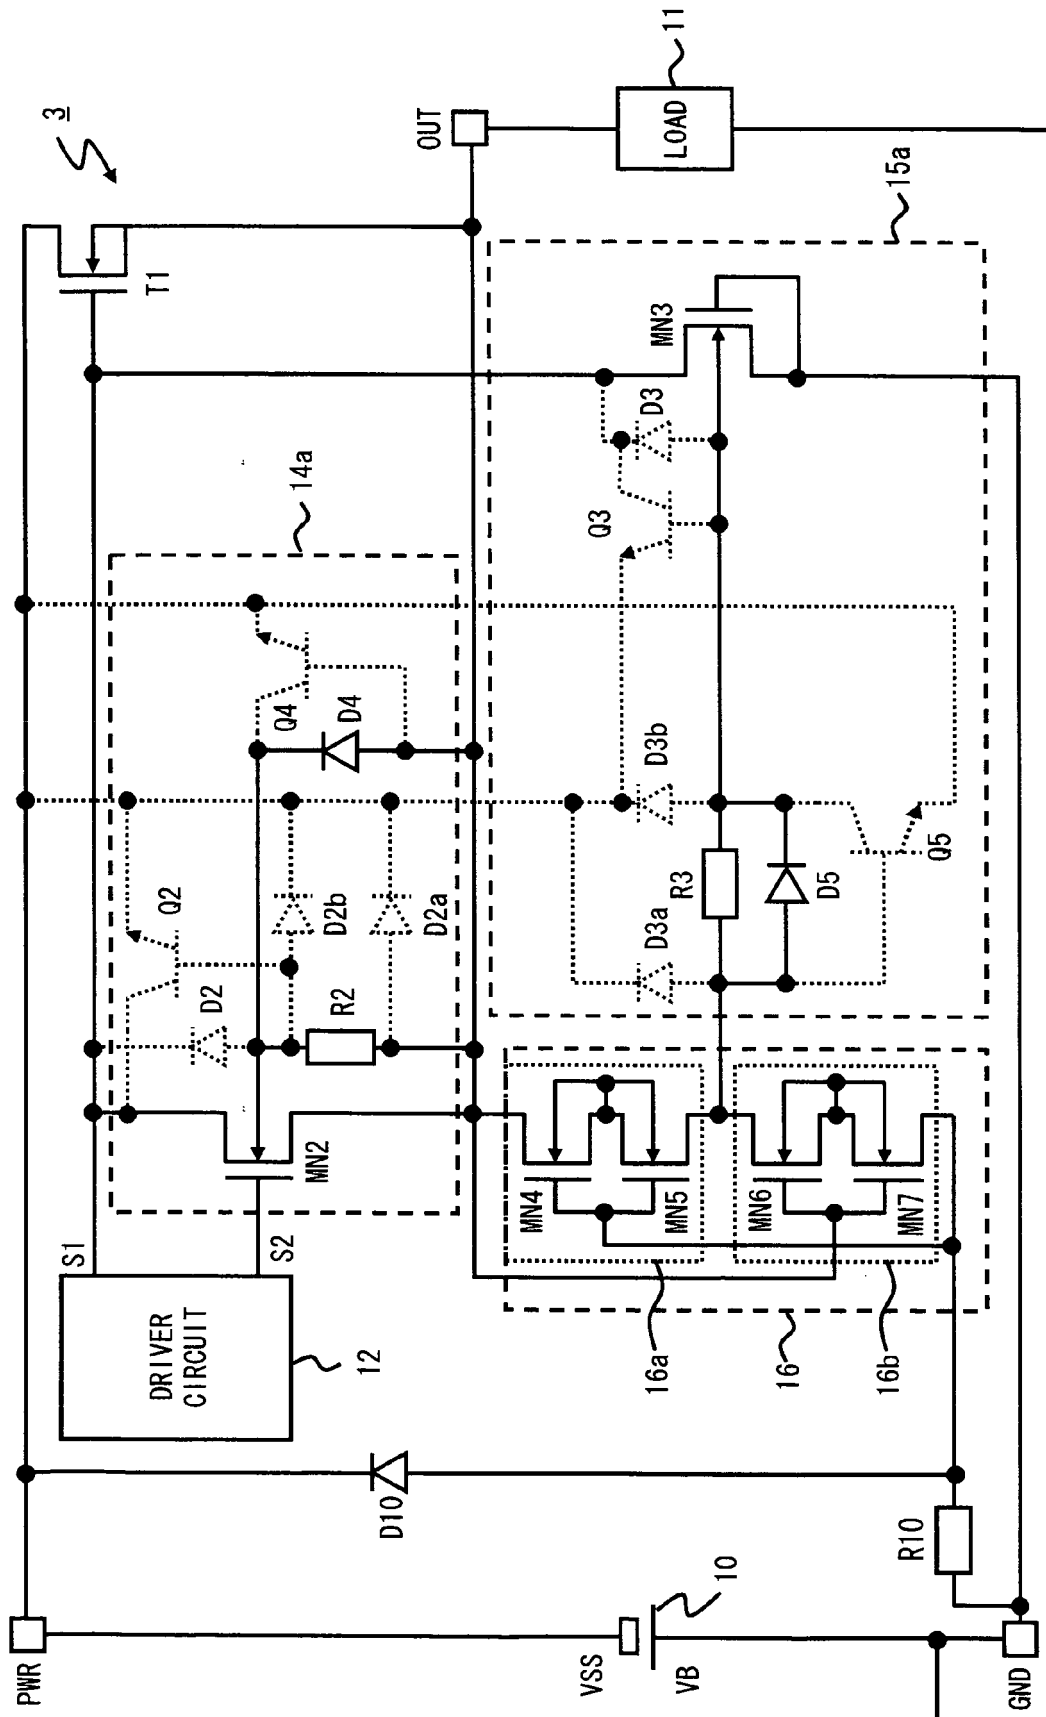 3
PWR
S1
DRIVER
CIRCUIT
12
S2
MN2
14a
Q2
D2
D2b
R2
D2a
Q4
D4
T1
OUT
11
LOAD
D10
VSS
VB
10
GND
R10
16a
16
16b
MN4
MN5
MN6
MN7
D3a
D3b
R3
D5
Q5
Q3
D3
MN3
15a